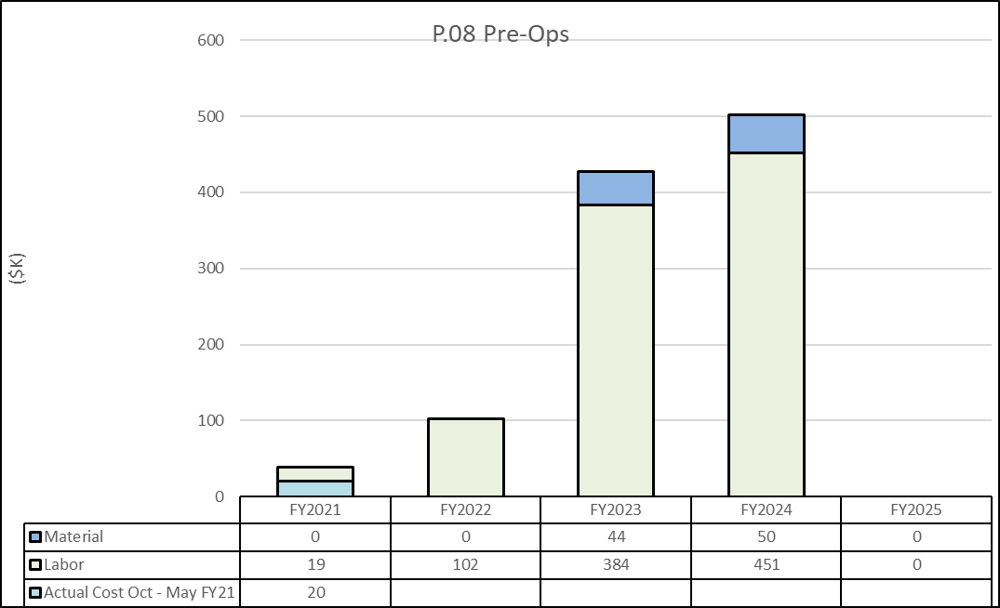 P.08 Pre-Ops
600
500
400
300
200
100
0
($K)
FY2021 FY2022 FY2023 FY2024 FY2025
Material 0 0 44 50 0
Labor 19 102 384 451 0
Actual Cost Oct - May FY21 20